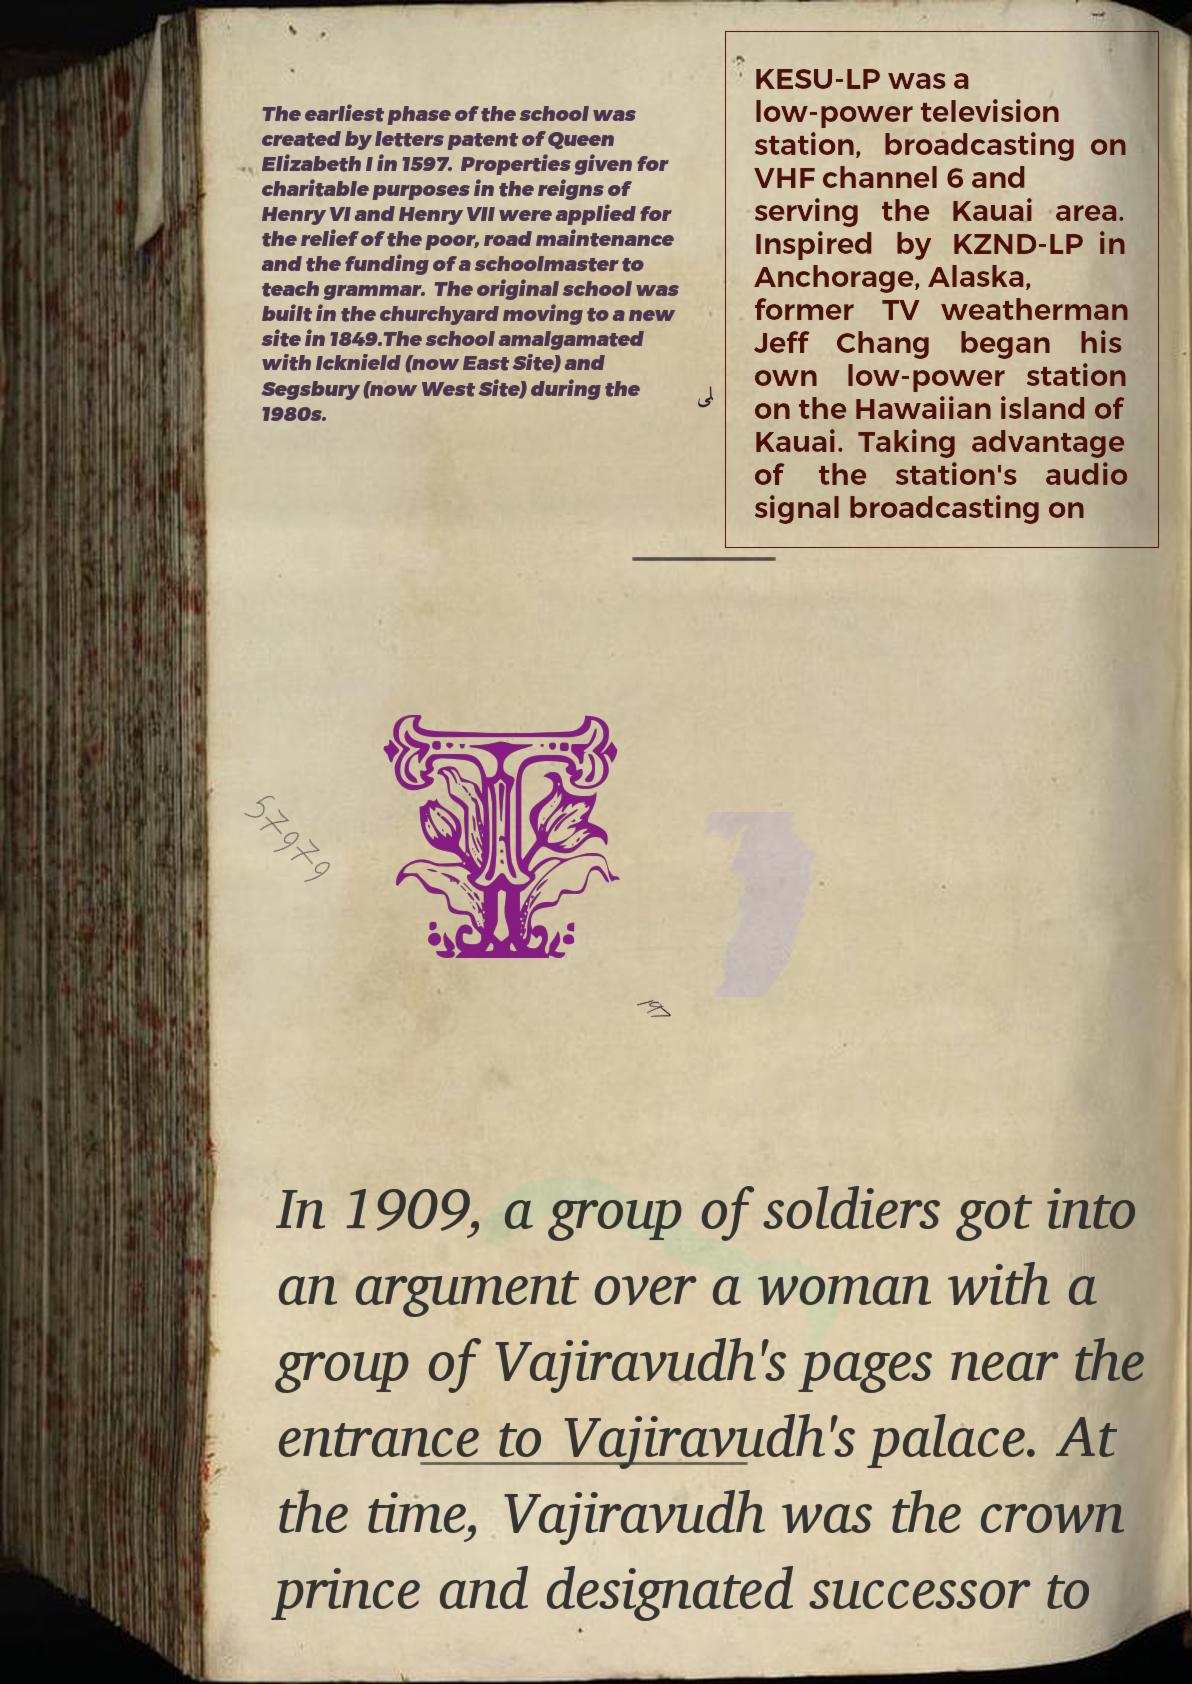 The earliest phase of the school was
created by letters patent of Queen
Elizabeth I in 1597. Properties given for
charitable purposes in the reigns of
Henry VI and Henry VII were applied for
the relief of the poor, road maintenance
and the funding of a schoolmaster to
teach grammar. The original school was
built in the churchyard moving to a new
site in 1849.The school amalgamated
with Icknield (now East Site) and
Segsbury (now West Site) during the
1980s.
KESU-LP was a
low-power television
station, broadcasting on
VHF channel 6 and
serving the Kauai area.
Inspired by KZND-LP in
Anchorage, Alaska,
former TV weatherman
Jeff Chang began his
own low-power station
on the Hawaiian island of
Kauai. Taking advantage
of the station's audio
signal broadcasting on
T
57979
In 1909, a group of soldiers got into
an argument over a woman with a
group of Vajiravudh's pages near the
entrance to Vajiravudh's palace. At
the time, Vajiravudh was the crown
prince and designated successor to